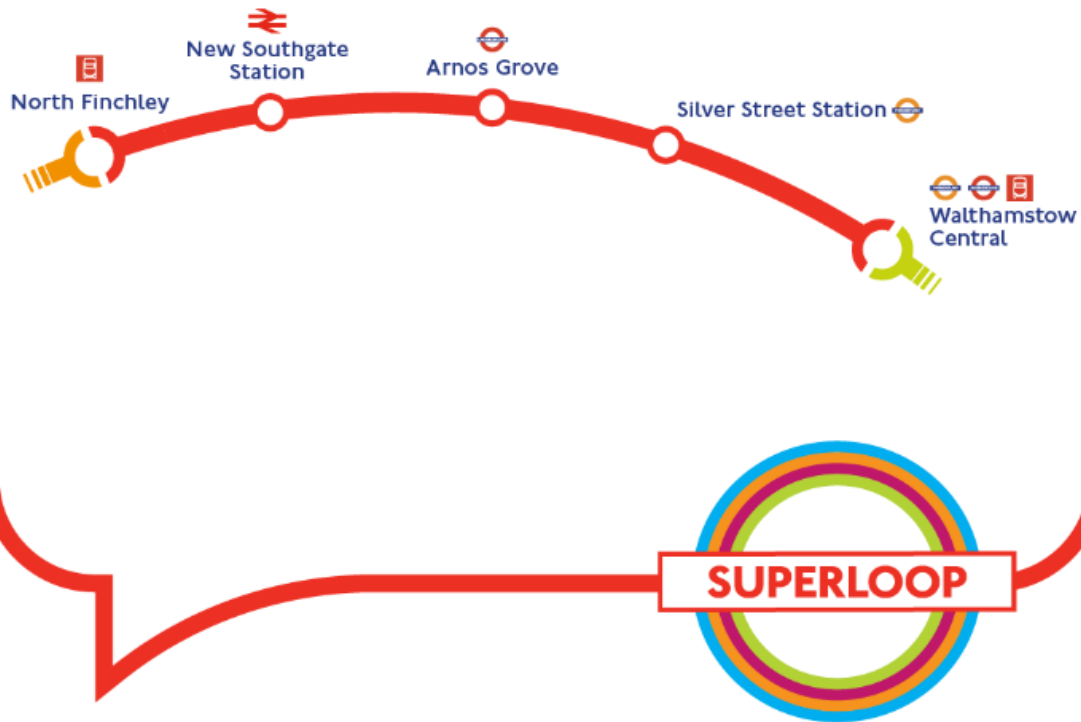 North Finchley
New Southgate
Station
Arnos Grove
Silver Street Station
Walthamstow
Central
SUPERLOOP